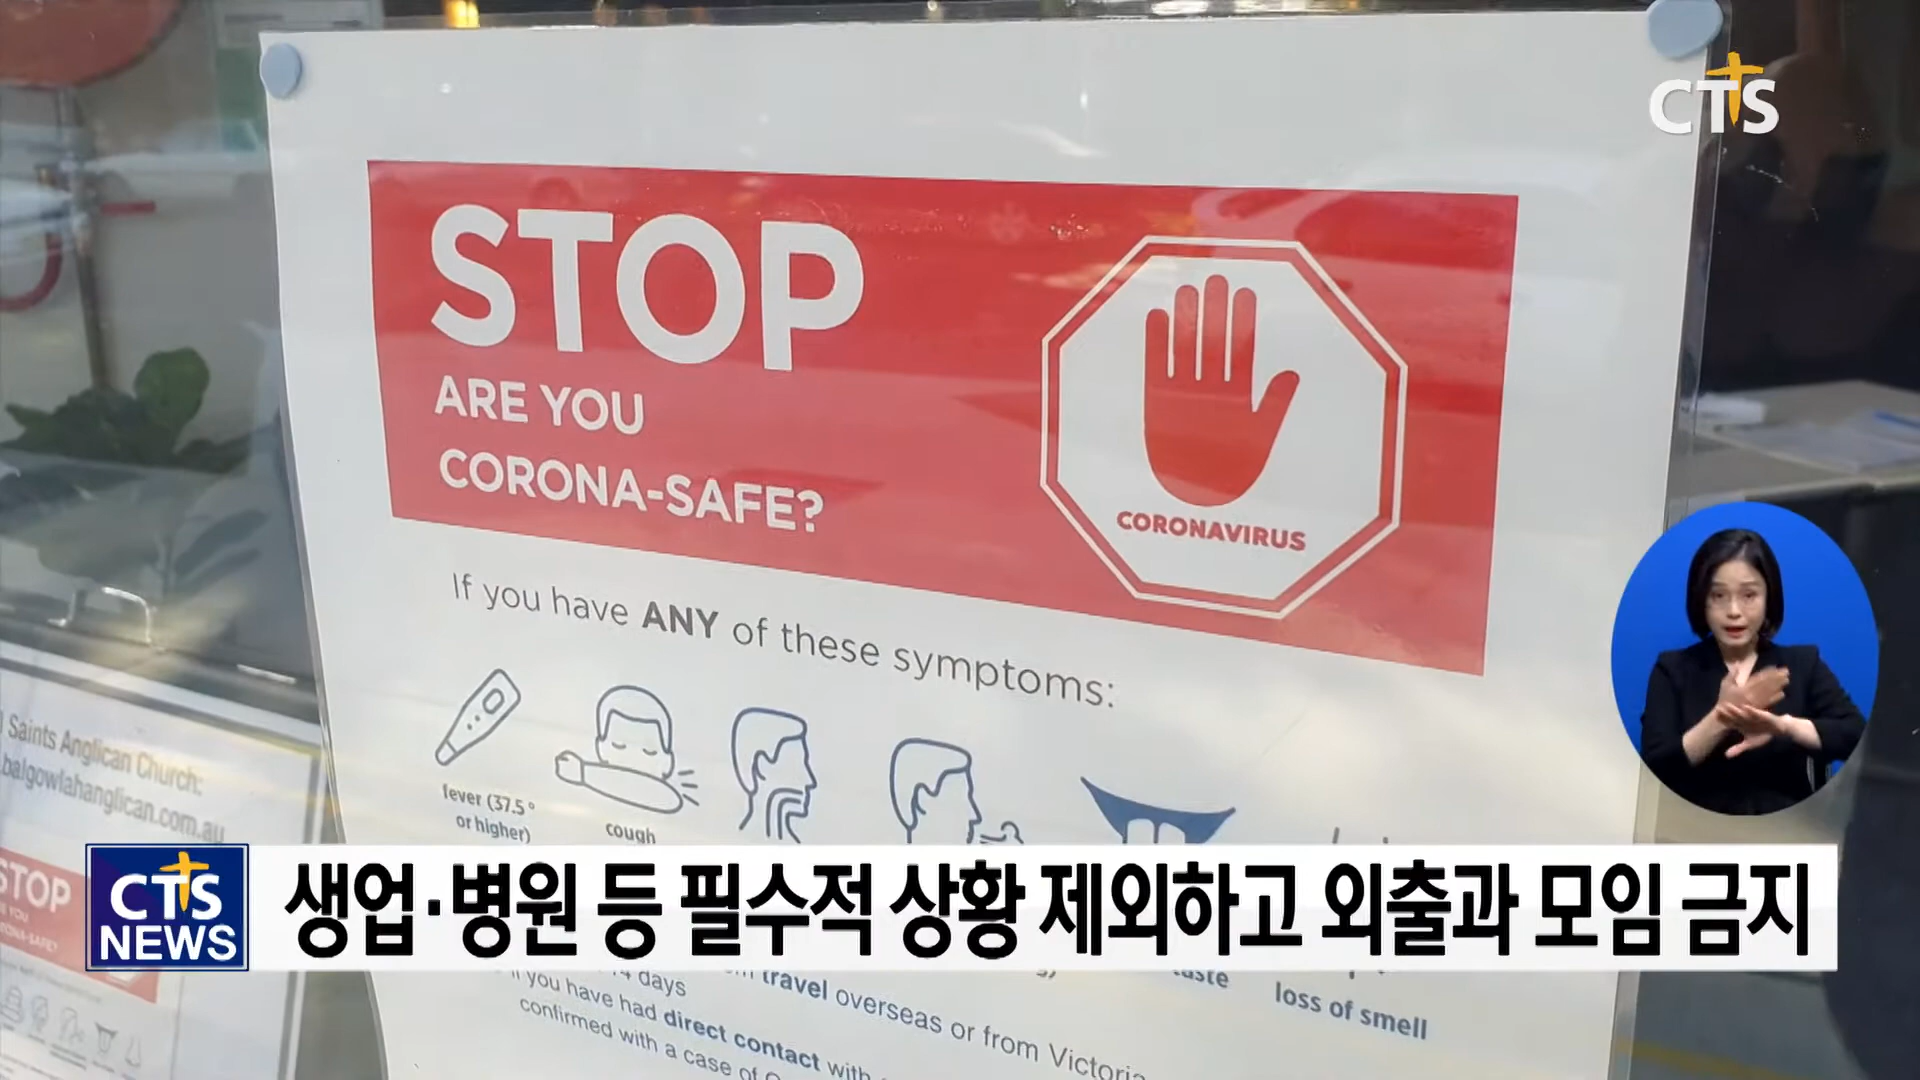 CTS
STOP
ARE YOU
CORONA-SAFE?
CORONAVIRUS
If you have ANY of these symptoms:
fever (37.5°
or higher)
cough
Saints Anglican Church:
balgowlahanglican.com.au
STOP
CTS
NEWS
생업·병원 등 필수적 상황 제외하고 외출과 모임 금지
loss of smell
days
travel overseas or from Victoria
if you have had direct contact with
confirmed with a case of